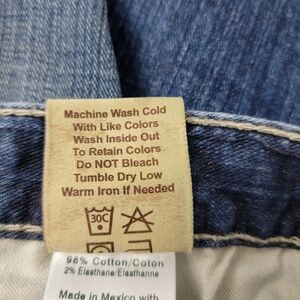 Machine Wash Cold
With Like Colors
Wash Inside Out
To Retain Colors
Do NOT Bleach
Tumble Dry Low
Warm Iron If Needed
30C
98% Cotton/Coton
2% Elasthane/Elasthanne
Made in Mexico with